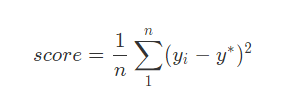 score = \frac{1}{n} \sum_{1}^{n} (y_i - y^*)^2